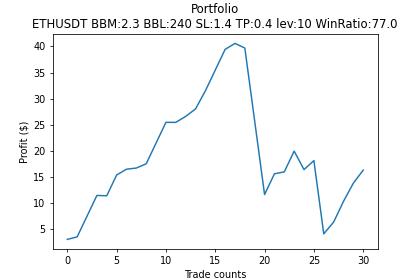 Portfolio
ETHUSDT BBM:2.3 BBL:240 SL:1.4 TP:0.4 lev:10 WinRatio:77.0
Profit ($)
40
35
30
25
20
15
10
5
0 5 10 15 20 25 30
Trade counts